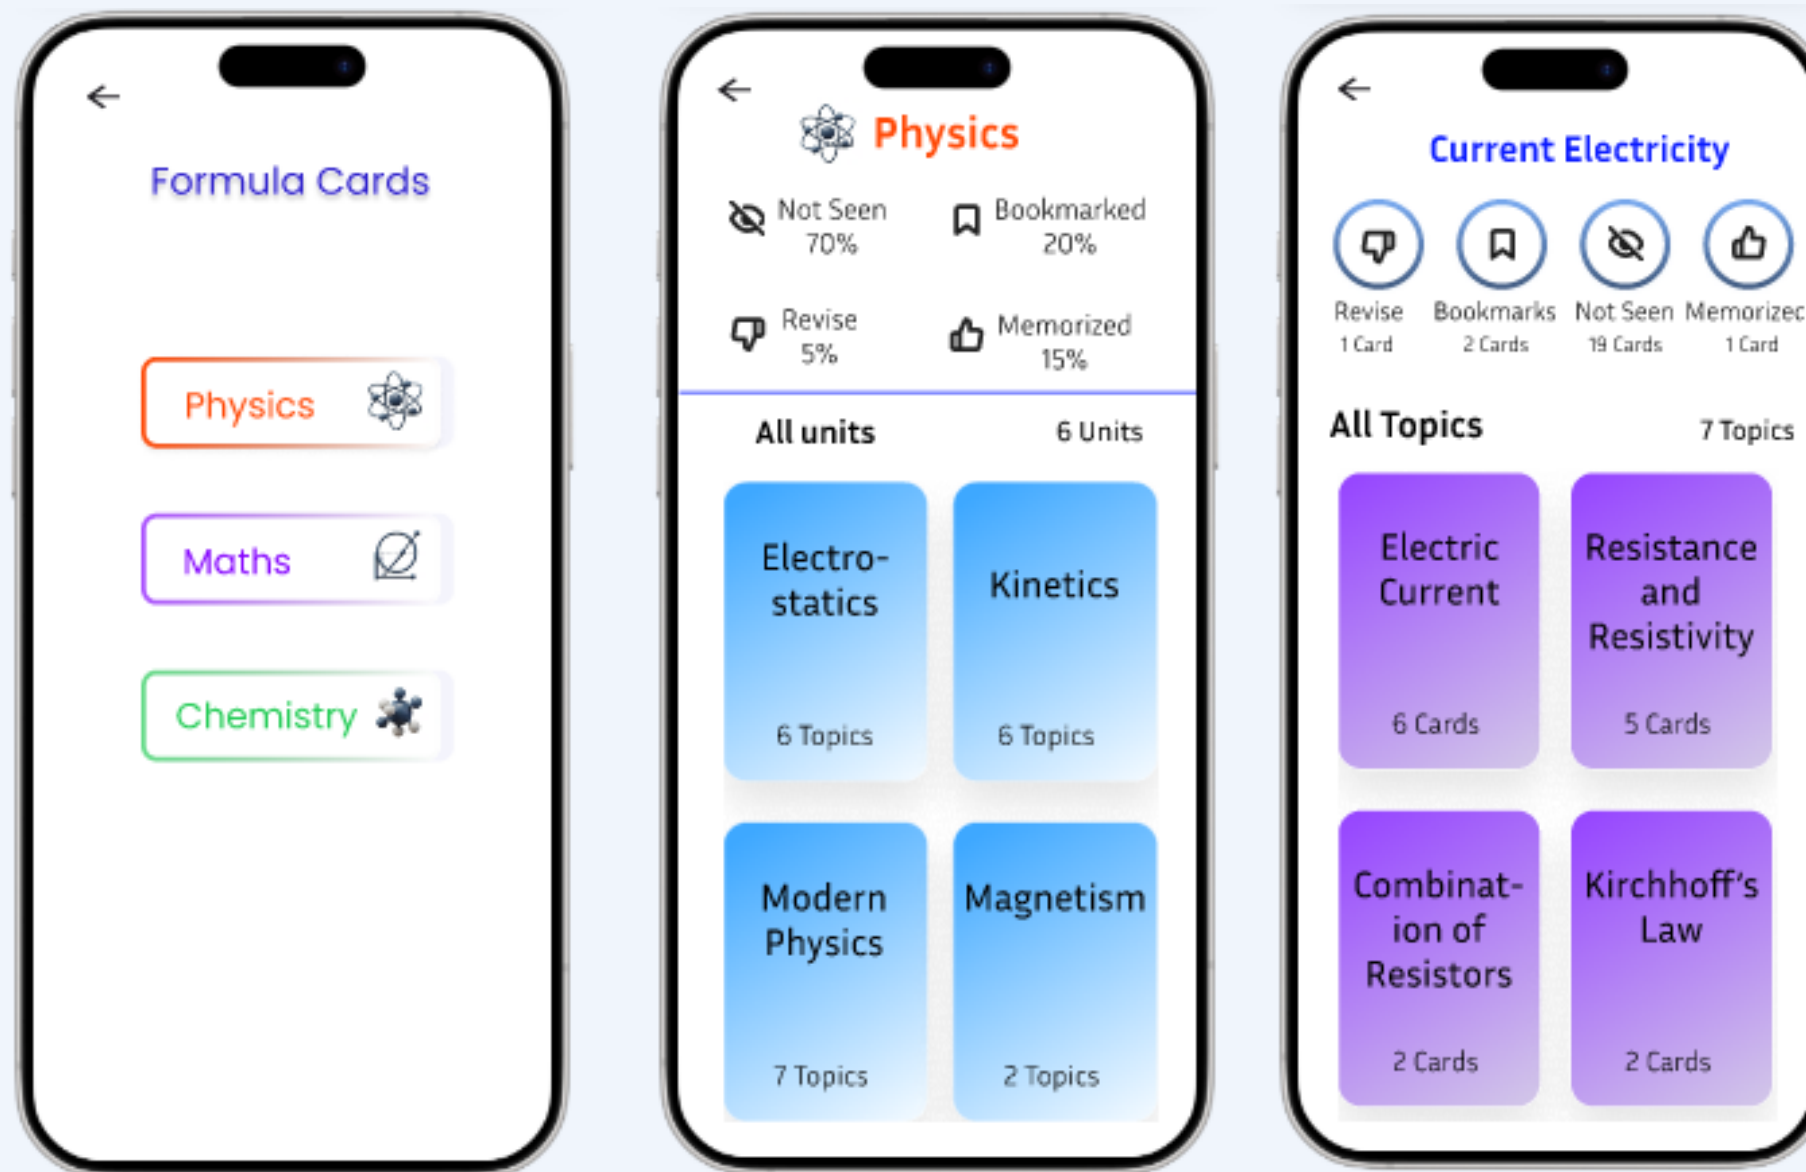 Formula Cards
Physics
Maths
Chemistry
Physics
Not Seen
70%
Bookmarked
20%
Revise
5%
Memorized
15%
All units
6 Units
Electro-
statics
6 Topics
Kinetics
6 Topics
Modern
Physics
7 Topics
Magnetism
2 Topics
Current Electricity
Revise
1 Card
Bookmarks
2 Cards
Not Seen
19 Cards
Memorized
1 Card
All Topics
7 Topics
Electric
Current
6 Cards
Resistance
and
Resistivity
5 Cards
Combinat-
ion of
Resistors
2 Cards
Kirchhoff's
Law
2 Cards